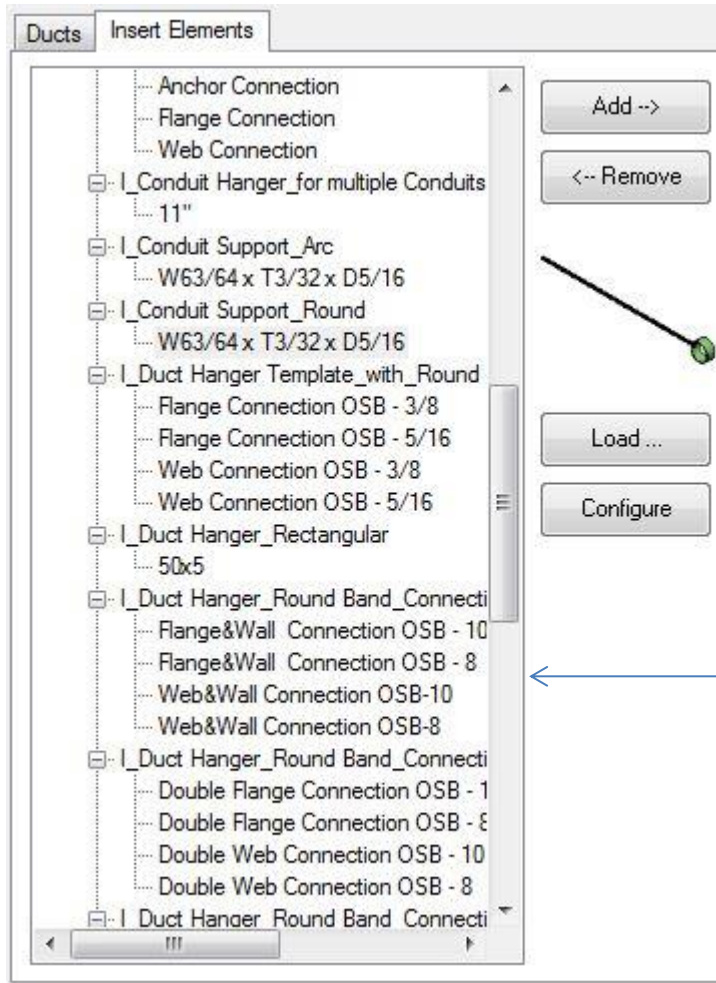 Ducts
Insert Elements
Anchor Connection
Flange Connection
Web Connection
I_Conduit Hanger_for multiple Conduits
11"
I_Conduit Support_Arc
W63/64 x T3/32 x D5/16
I_Conduit Support_Round
W63/64 x T3/32 x D5/16
I_Duct Hanger Template_with_Round
Flange Connection OSB - 3/8
Flange Connection OSB - 5/16
Web Connection OSB - 3/8
Web Connection OSB - 5/16
I_Duct Hanger_Rectangular
50x5
I_Duct Hanger_Round Band_Connecti
Flange&Wall  Connection OSB - 10
Flange&Wall  Connection OSB - 8
Web&Wall Connection OSB-10
Web&Wall Connection OSB-8
I_Duct Hanger_Round Band_Connecti
Double Flange Connection OSB - 1
Double Flange Connection OSB - 8
Double Web Connection OSB - 10
Double Web Connection OSB - 8
I_Duct Hanger_Round Band_Connecti
Add -->
<-- Remove
Load ...
Configure